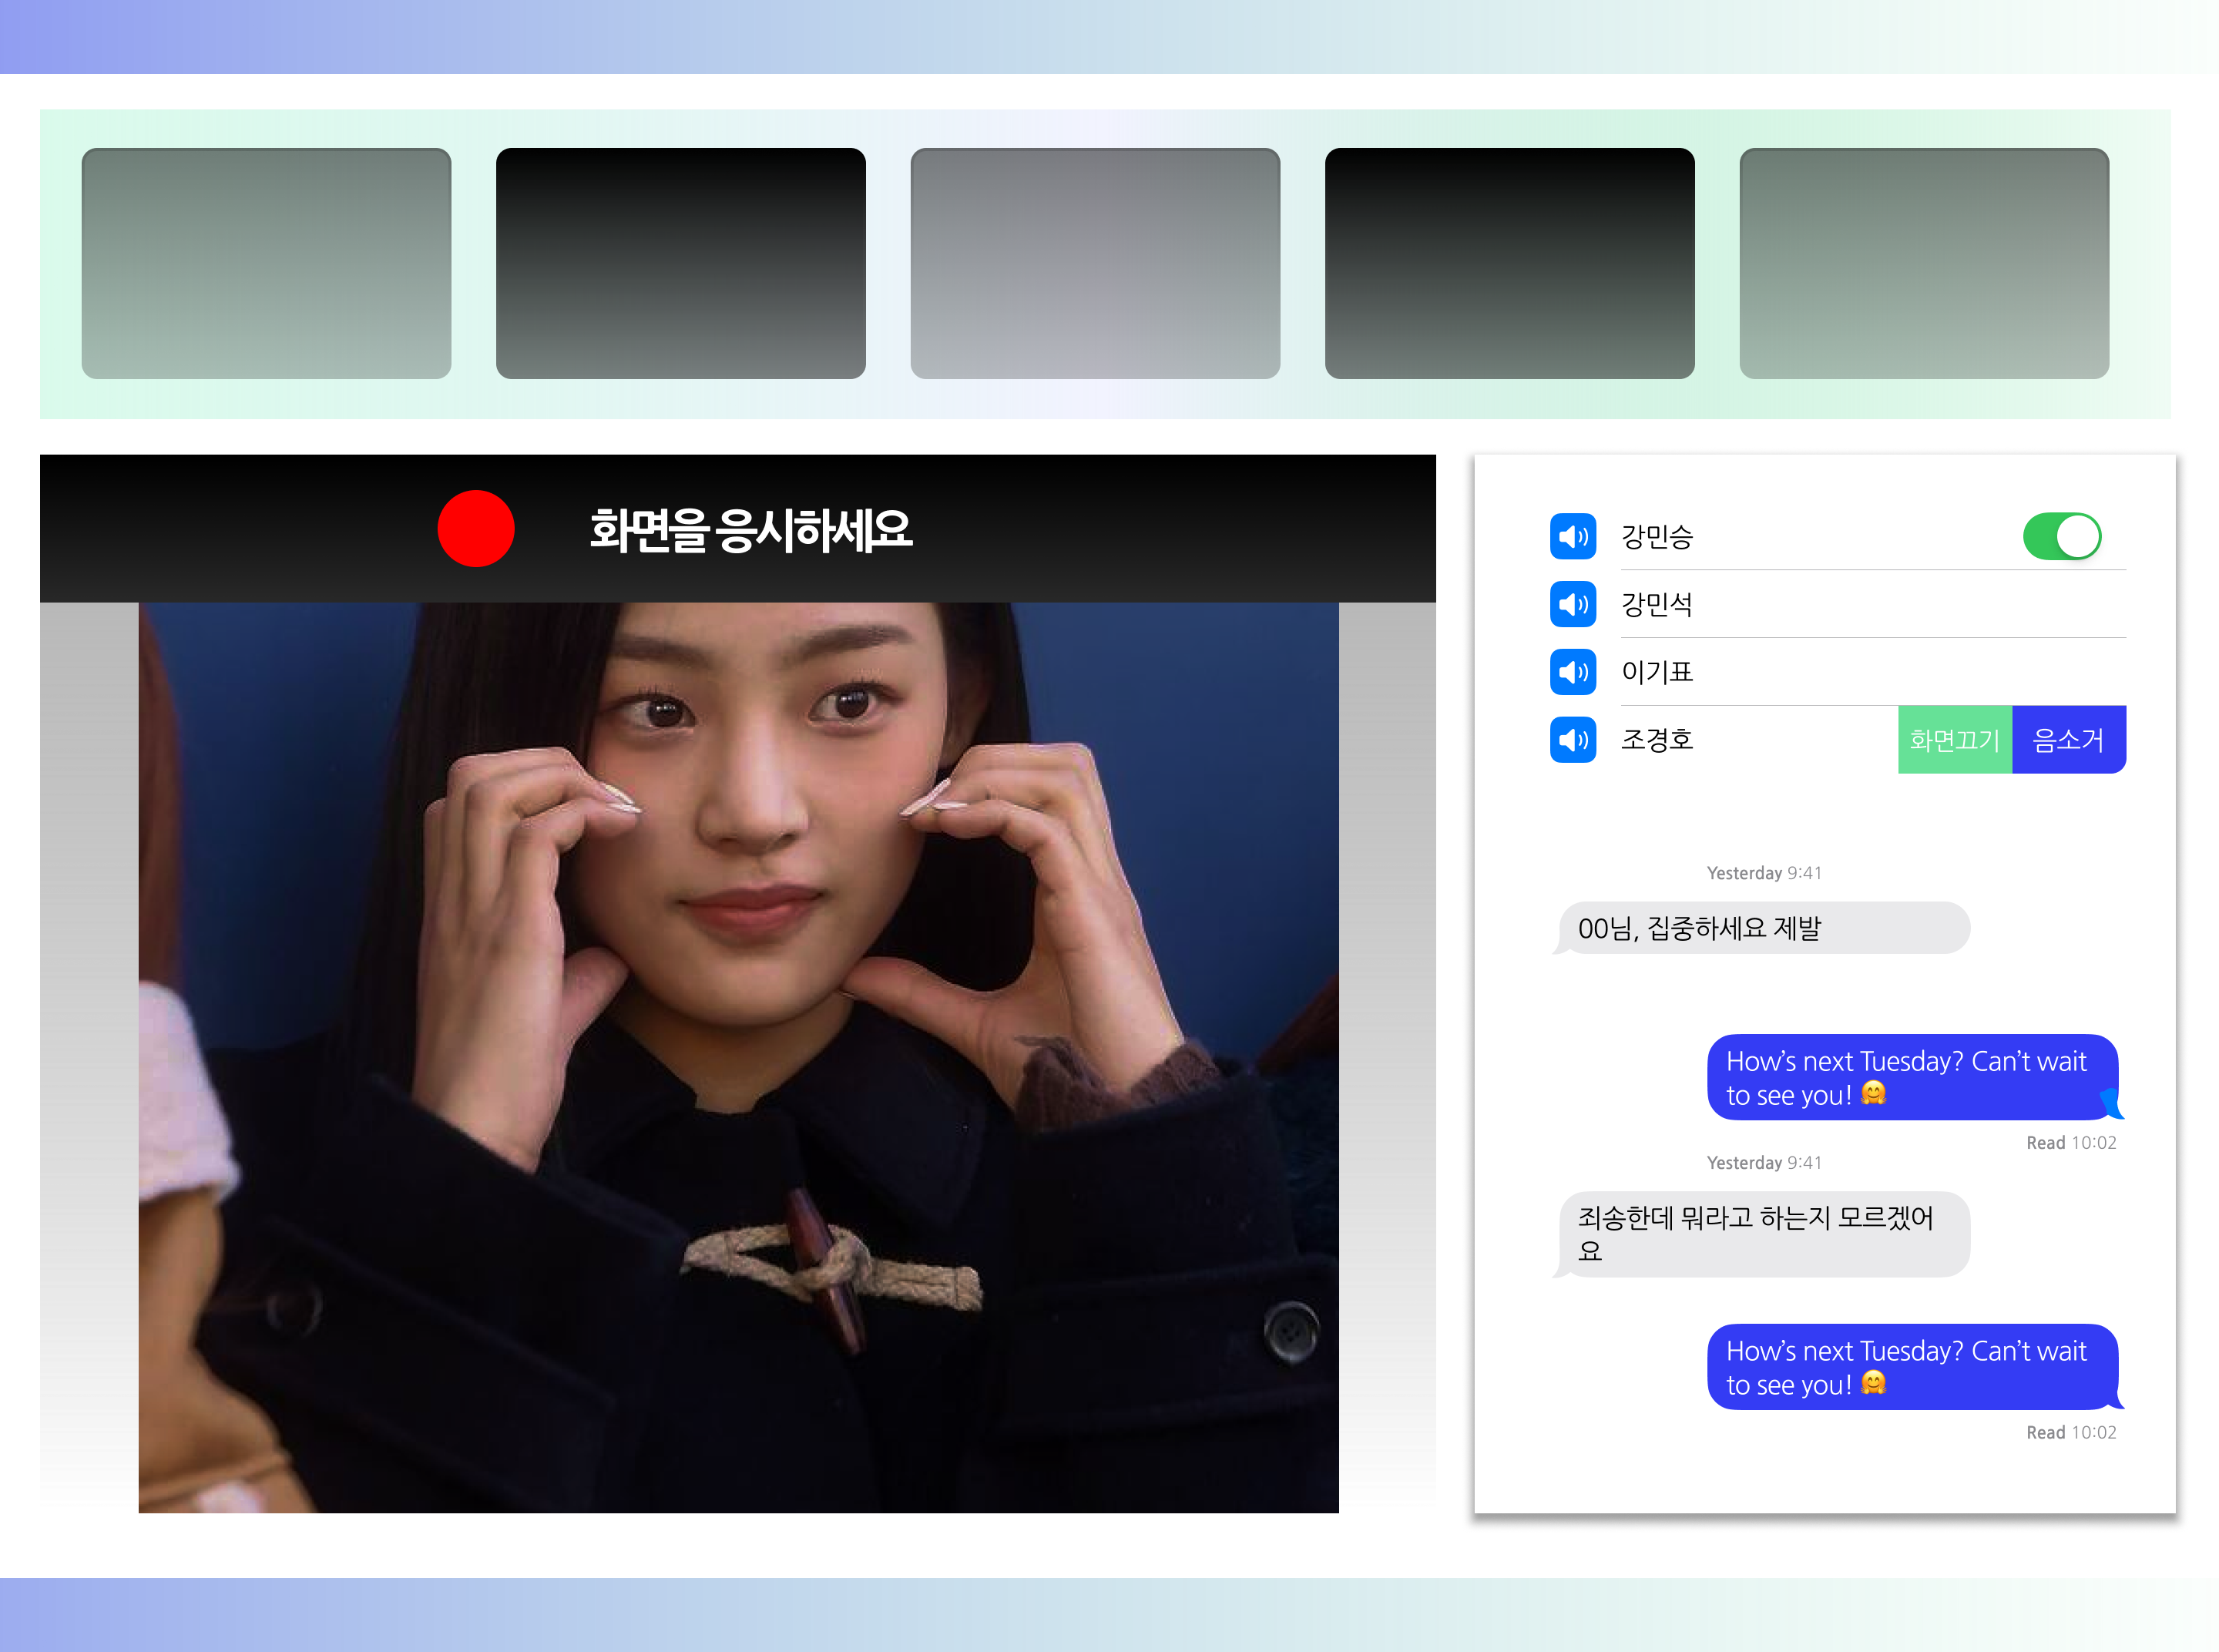 화면을 응시하세요
강민승
강민석
이기표
조경호
화면끄기
음소거
Yesterday 9:41
00님, 집중하세요 제발
How’s next Tuesday? Can’t wait
to see you! 🤗
Read 10:02
Yesterday 9:41
죄송한데 뭐라고 하는지 모르겠어
요
How’s next Tuesday? Can’t wait
to see you! 🤗
Read 10:02